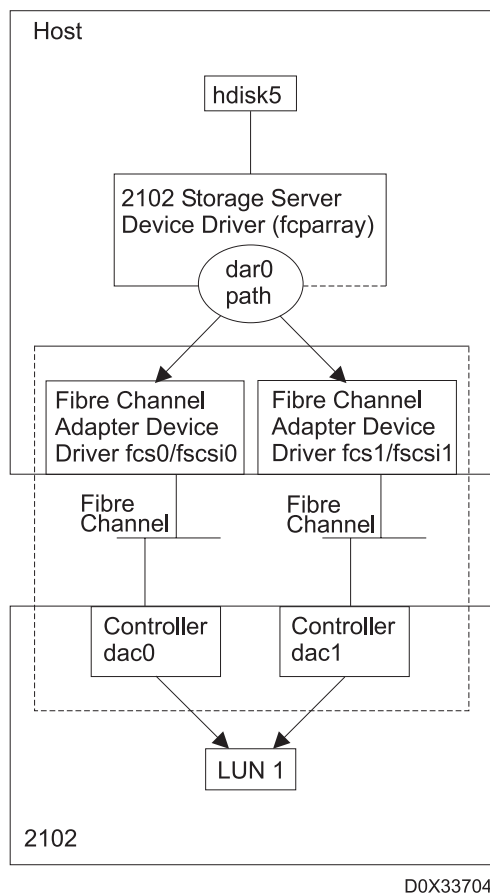 Host
hdisk5
2102 Storage Server
Device Driver (fcparray)
dar0
path
Fibre Channel
Adapter Device
Driver fcs0/fscsi0
Fibre Channel
Adapter Device
Driver fcs1/fscsi1
Fibre
Channel
Fibre
Channel
Controller
dac0
Controller
dac1
LUN 1
2102
D0X33704